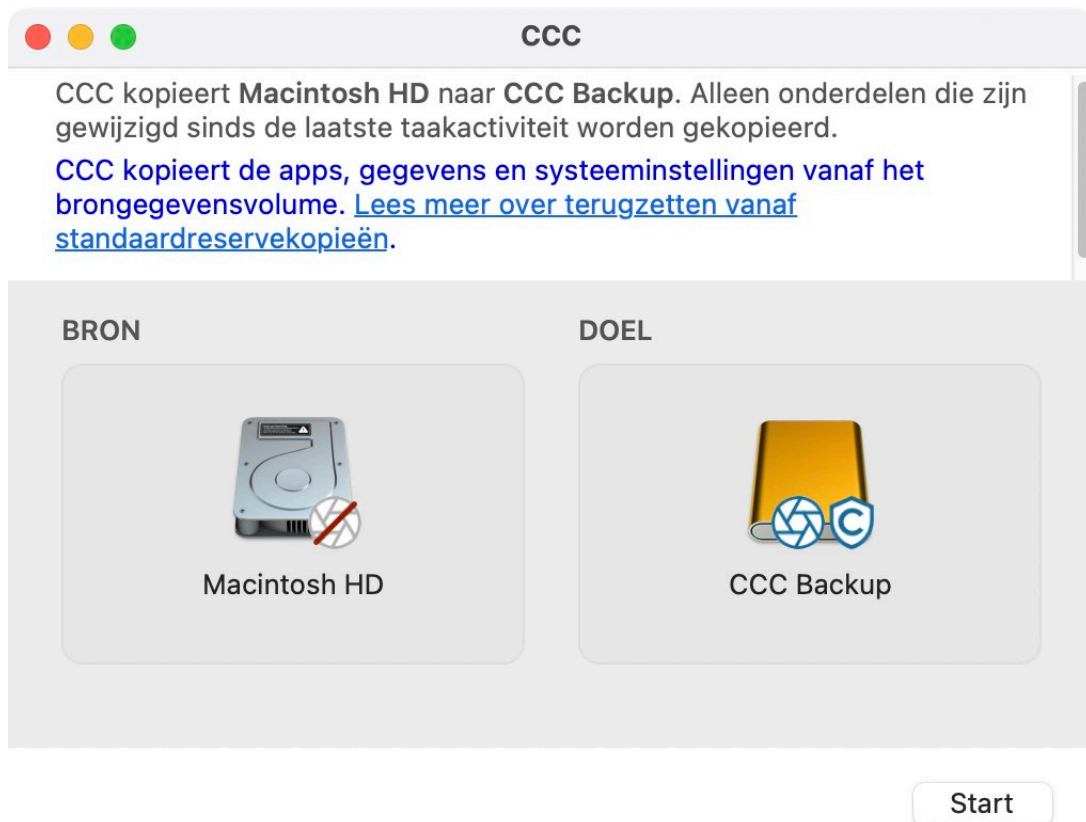 CCC
CCC kopieert Macintosh HD naar CCC Backup. Alleen onderdelen die zijn
gewijzigd sinds de laatste taakactiviteit worden gekopieerd.
CCC kopieert de apps, gegevens en systeeminstellingen vanaf het
brongegevensvolume. Lees meer over terugzetten vanaf
standaardreservekopieën.
BRON
DOEL
Macintosh HD
CCC Backup
Start